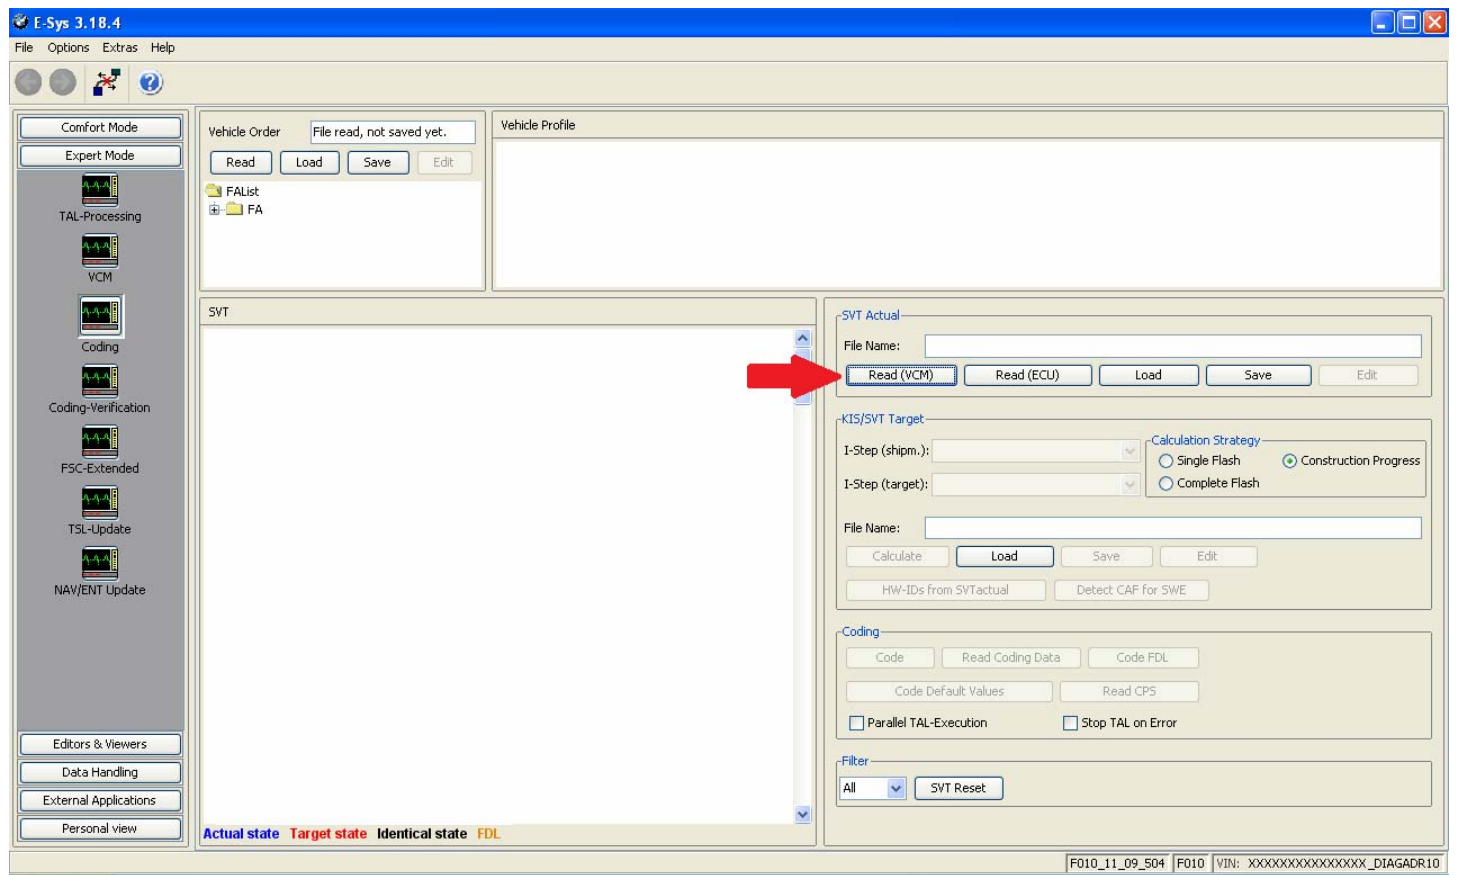 E-Sys 3.18.4
File Options Extras Help
Comfort Mode
Expert Mode
TAL-Processing
VCM
Coding
Coding-Verification
FSC-Extended
TSL-Update
NAV/ENT Update
Editors & Viewers
Data Handling
External Applications
Personal view
Vehicle Order File read, not saved yet.
Read Load Save Edit
FAList
FA
Vehicle Profile
SVT
Actual state Target state Identical state FDL
SVT Actual
File Name:
Read (VCM) Read (ECU) Load Save Edit
KIS/SVT Target
I-Step (shipm.):
I-Step (target):
Calculation Strategy
Single Flash Construction Progress
Complete Flash
File Name:
Calculate Load Save Edit
HW-IDs from SVTactual Detect CAF for SWE
Coding
Code Read Coding Data Code FDL
Code Default Values Read CPS
Parallel TAL-Execution Stop TAL on Error
Filter
All SVT Reset
F010_11_09_504 F010 VIN: XXXXXXXXXXXXXXX_DIAGADR10